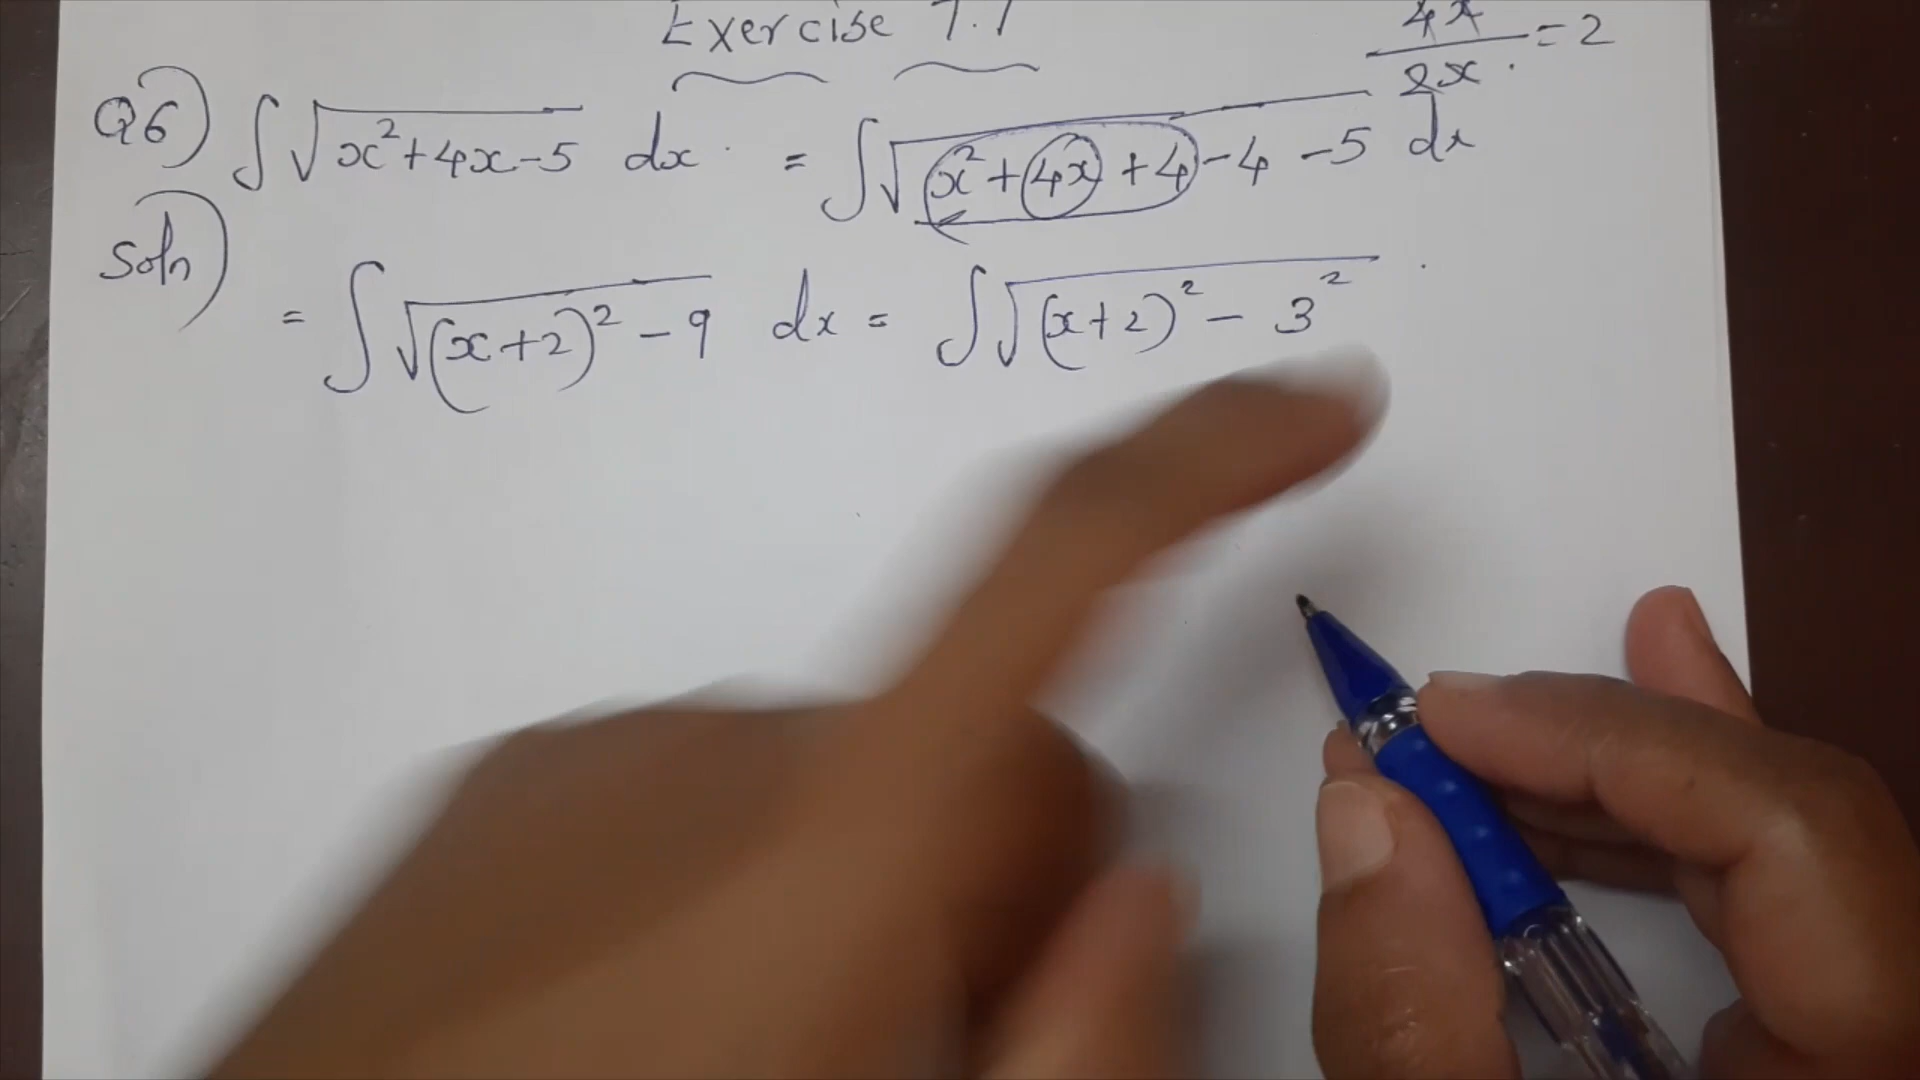 Exercise 7.7
4x/2x = 2
Q6) ∫√(x²+4x-5) dx = ∫√(x²+4x+4-4-5) dx
Soln)
= ∫√((x+2)²-9) dx = ∫√((x+2)²-3²)